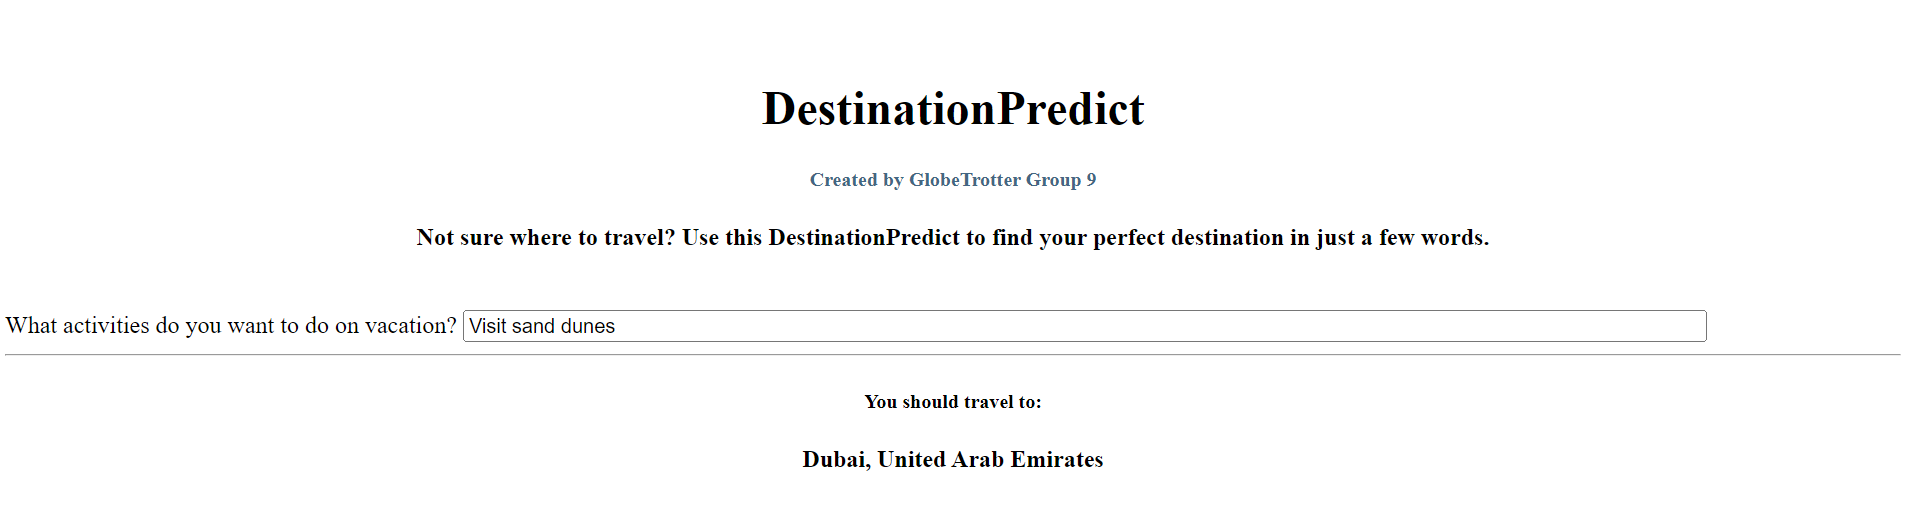 DestinationPredict
Created by GlobeTrotter Group 9
Not sure where to travel? Use this DestinationPredict to find your perfect destination in just a few words.
What activities do you want to do on vacation? Visit sand dunes
You should travel to:
Dubai, United Arab Emirates